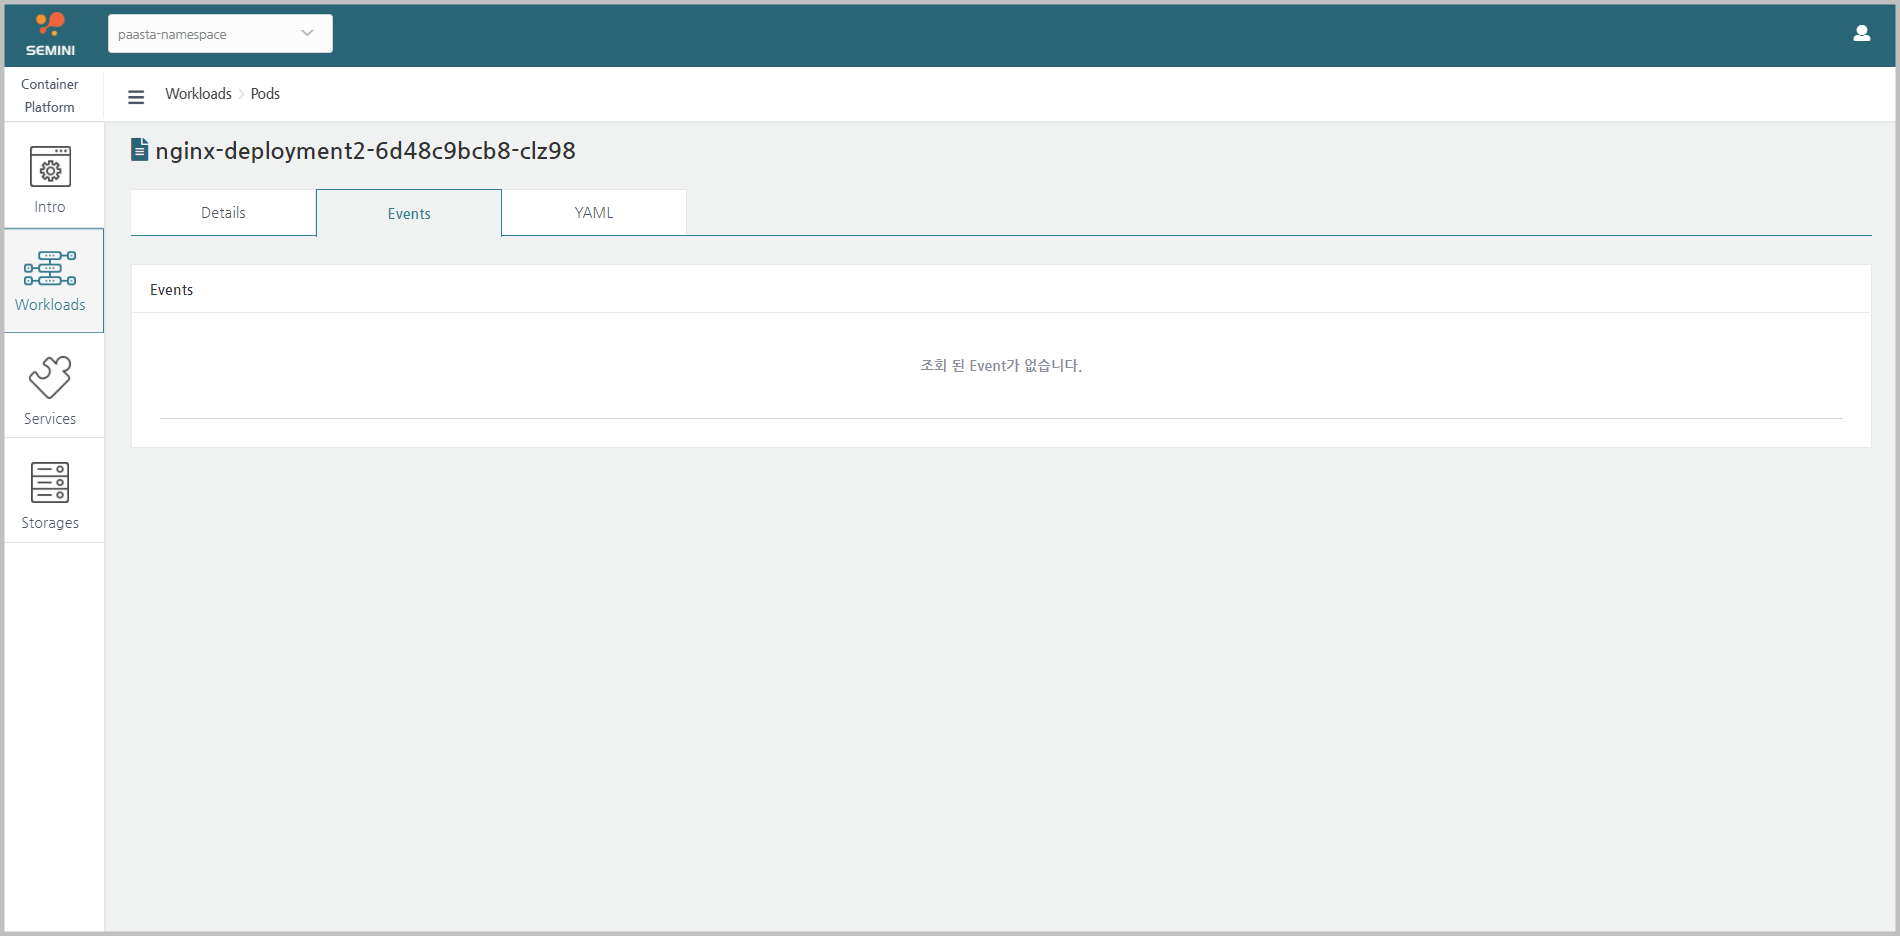 SEMINI
paasta-namespace
Container
Platform
Workloads > Pods
nginx-deployment2-6d48c9bcb8-clz98
Details
Events
YAML
Intro
Workloads
Services
Storages
Events
조회 된 Event가 없습니다.